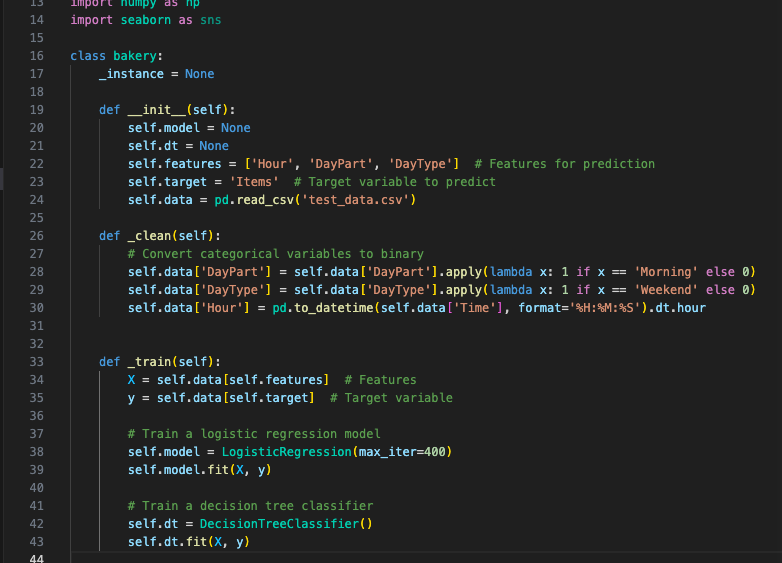 13 import numpy as np
14 import seaborn as sns
15
16 class bakery:
17     _instance = None
18
19     def __init__(self):
20         self.model = None
21         self.dt = None
22         self.features = ['Hour', 'DayPart', 'DayType']  # Features for prediction
23         self.target = 'Items'  # Target variable to predict
24         self.data = pd.read_csv('test_data.csv')
25
26     def _clean(self):
27         # Convert categorical variables to binary
28         self.data['DayPart'] = self.data['DayPart'].apply(lambda x: 1 if x == 'Morning' else 0)
29         self.data['DayType'] = self.data['DayType'].apply(lambda x: 1 if x == 'Weekend' else 0)
30         self.data['Hour'] = pd.to_datetime(self.data['Time'], format='%H:%M:%S').dt.hour
31
32
33     def _train(self):
34         X = self.data[self.features]  # Features
35         y = self.data[self.target]  # Target variable
36
37         # Train a logistic regression model
38         self.model = LogisticRegression(max_iter=400)
39         self.model.fit(X, y)
40
41         # Train a decision tree classifier
42         self.dt = DecisionTreeClassifier()
43         self.dt.fit(X, y)
44